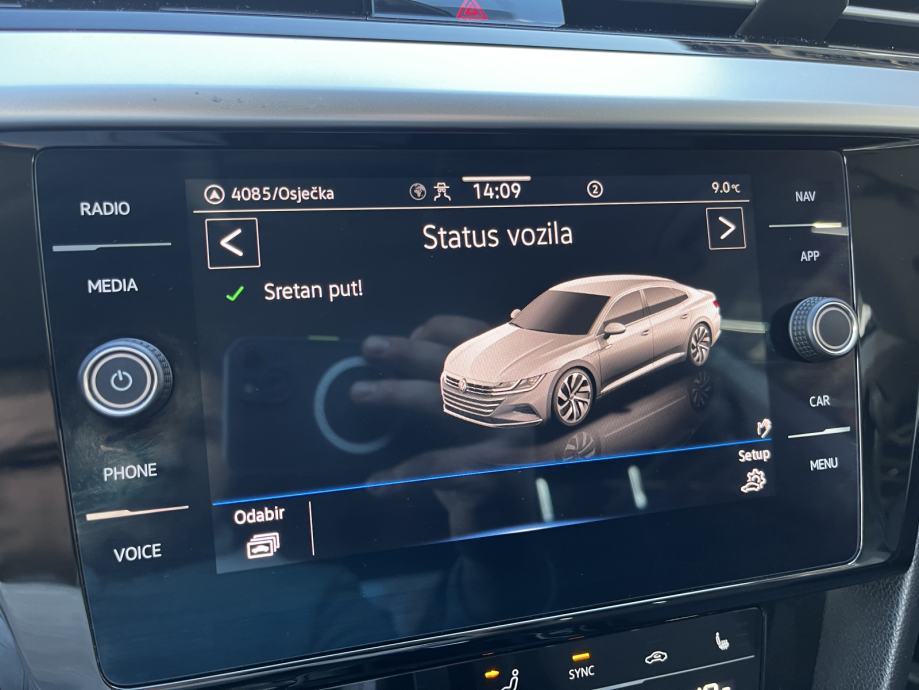 4085/Osječka 14:09 2 9.0°C
Status vozila
Sretan put!
Setup
Odabir
RADIO
MEDIA
PHONE
VOICE
NAV
APP
CAR
MENU
SYNC